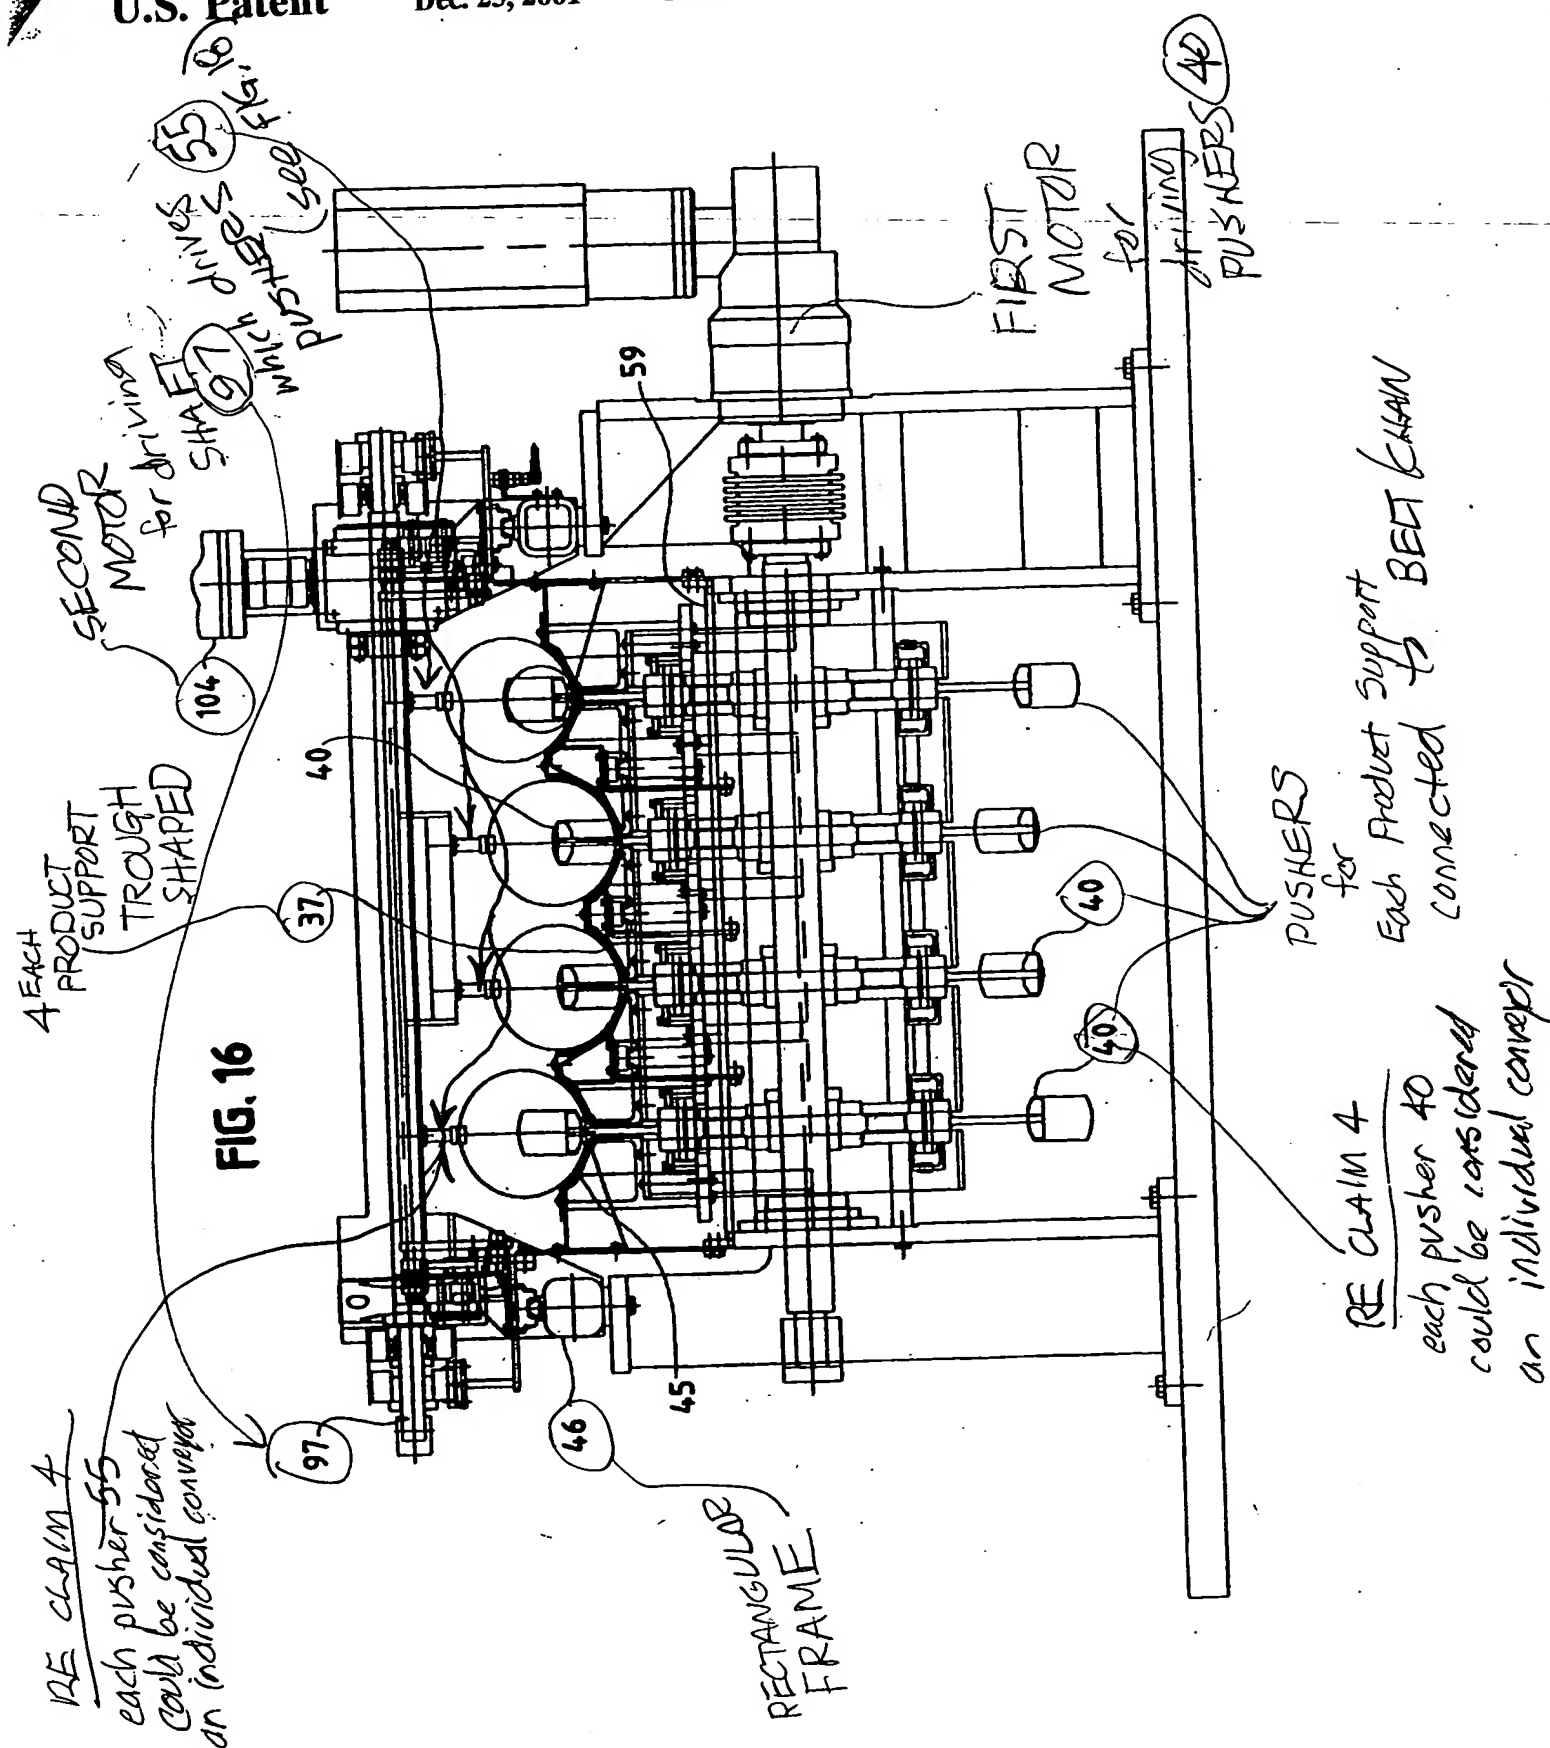 U.S. Patent
4 EACH
PRODUCT
SUPPORT
TROUGH
SHAPED
SECOND
MOTOR
for driving
SHAFT 97
which drives
PUSHERS 55
(see FIG. 18)
FIG. 16
104
40
37
59
97
46
45
40
40
RE CLAIM 4
each pusher 55
could be considered
an individual conveyor
RECTANGULAR
FRAME
FIRST
MOTOR
for
driving
PUSHERS 40
PUSHERS
for
Each Product Support
connected to BELT/CHAIN
RE CLAIM 4
each pusher 40
could be considered
an individual conveyor